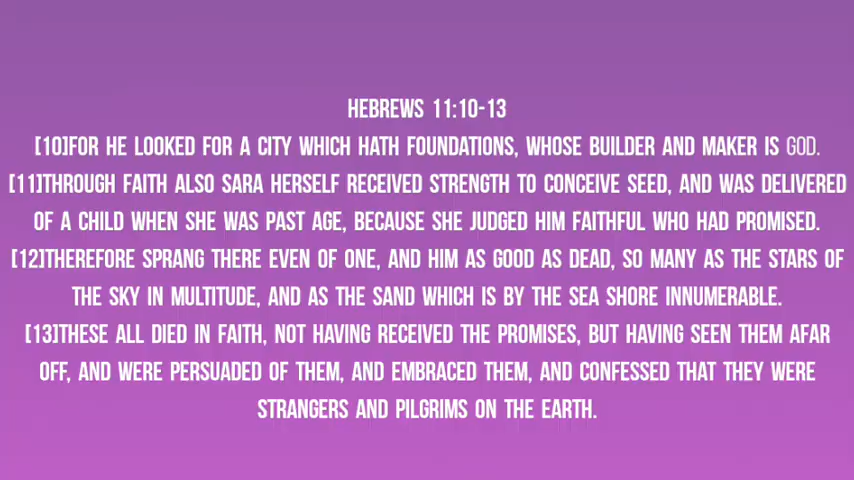 HEBREWS 11:10-13
[10]FOR HE LOOKED FOR A CITY WHICH HATH FOUNDATIONS, WHOSE BUILDER AND MAKER IS GOD.
[11]THROUGH FAITH ALSO SARA HERSELF RECEIVED STRENGTH TO CONCEIVE SEED, AND WAS DELIVERED
OF A CHILD WHEN SHE WAS PAST AGE, BECAUSE SHE JUDGED HIM FAITHFUL WHO HAD PROMISED.
[12]THEREFORE SPRANG THERE EVEN OF ONE, AND HIM AS GOOD AS DEAD, SO MANY AS THE STARS OF
THE SKY IN MULTITUDE, AND AS THE SAND WHICH IS BY THE SEA SHORE INNUMERABLE.
[13]THESE ALL DIED IN FAITH, NOT HAVING RECEIVED THE PROMISES, BUT HAVING SEEN THEM AFAR
OFF, AND WERE PERSUADED OF THEM, AND EMBRACED THEM, AND CONFESSED THAT THEY WERE
STRANGERS AND PILGRIMS ON THE EARTH.